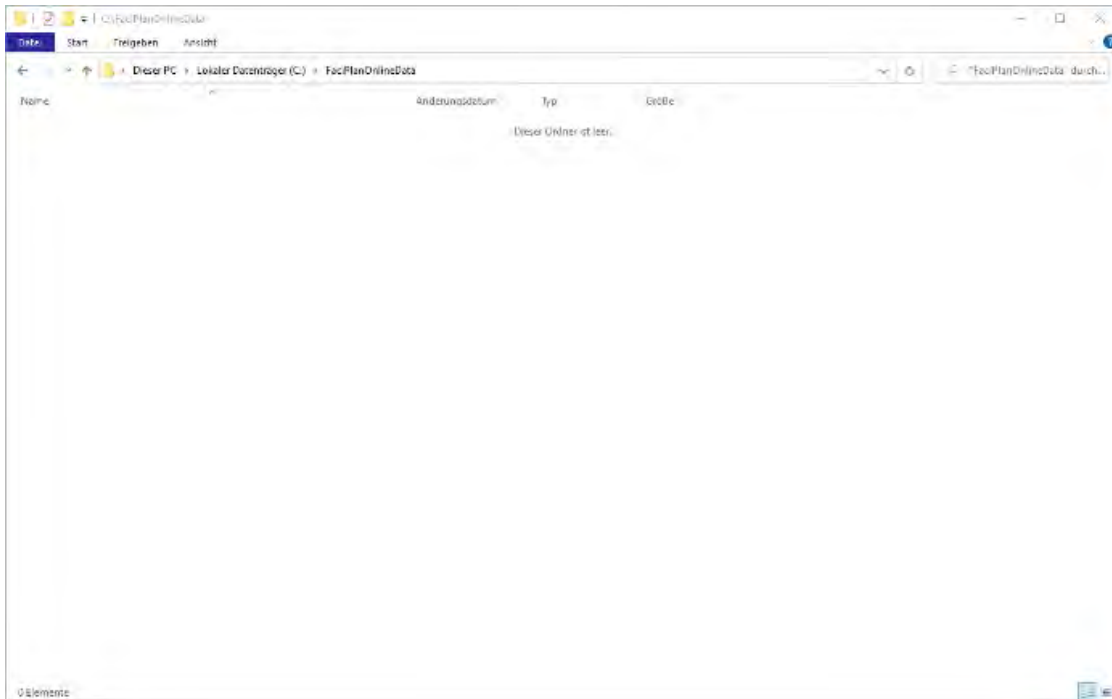 C:\FaciPlanOnlineData
Datei Start Freigeben Ansicht
Dieser PC Lokaler Datenträger (C:) FaciPlanOnlineData "FaciPlanOnlineData" durch...
Name Änderungsdatum Typ Größe
Dieser Ordner ist leer.
0 Elemente